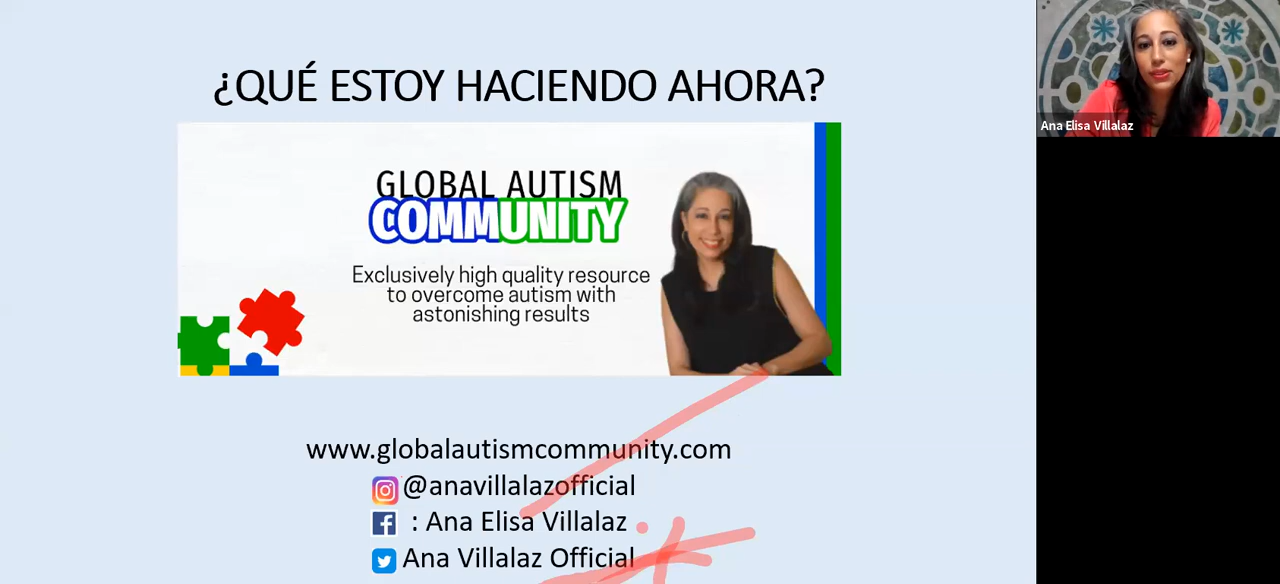 ¿QUÉ ESTOY HACIENDO AHORA?
GLOBAL AUTISM
COMMUNITY
Exclusively high quality resource
to overcome autism with
astonishing results
www.globalautismcommunity.com
@anavillalazofficial
: Ana Elisa Villalaz
Ana Villalaz Official
Ana Elisa Villalaz